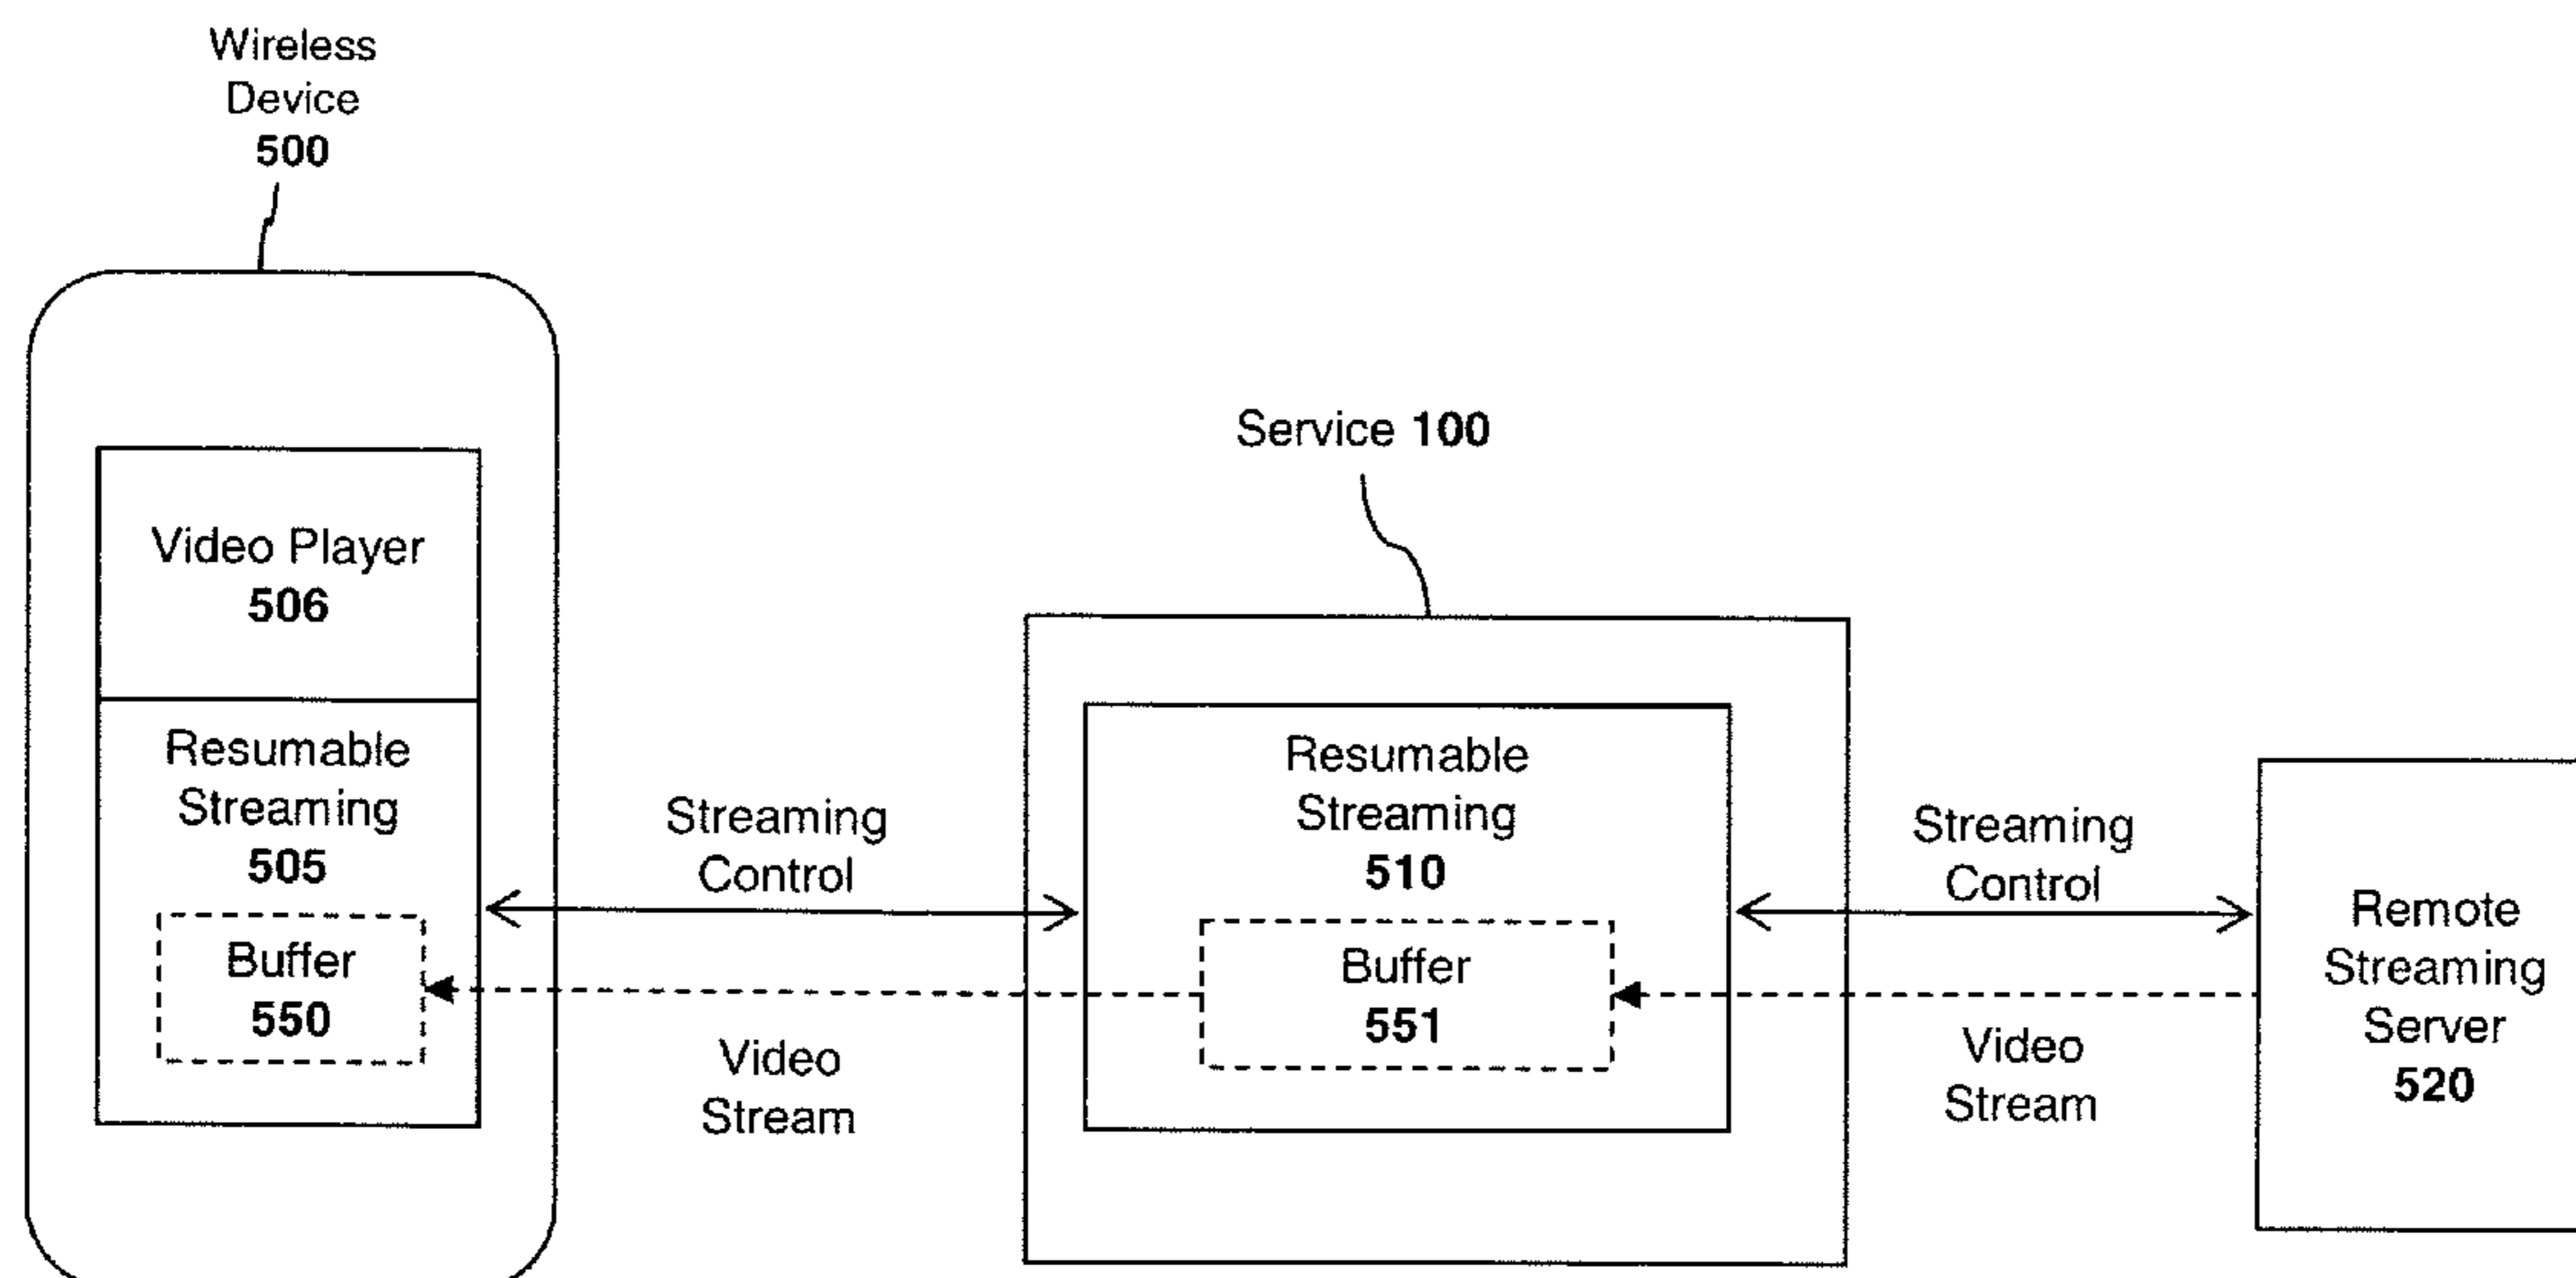 Wireless
Device
500
Service 100
Video Player
506
Resumable
Streaming
505
Buffer
550
Streaming
Control
Video
Stream
Resumable
Streaming
510
Buffer
551
Streaming
Control
Video
Stream
Remote
Streaming
Server
520